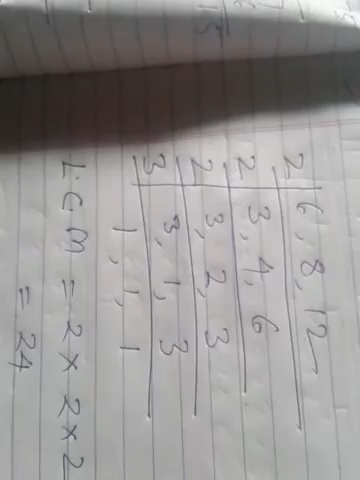 2 | 6, 8, 12
2 | 3, 4, 6
2 | 3, 2, 3
3 | 3, 1, 3
1, 1, 1
L.C.M = 2 x 2 x 2
= 24